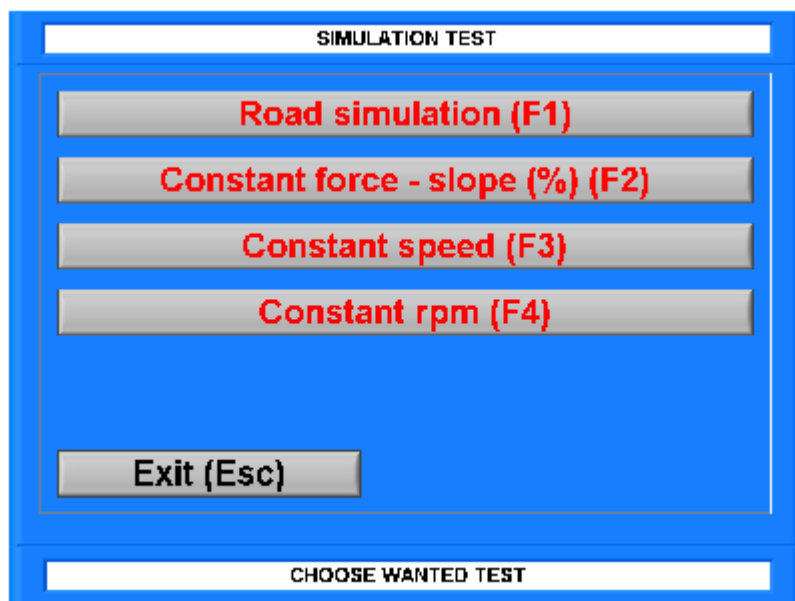 SIMULATION TEST
Road simulation (F1)
Constant force - slope (%) (F2)
Constant speed (F3)
Constant rpm (F4)
Exit (Esc)
CHOOSE WANTED TEST